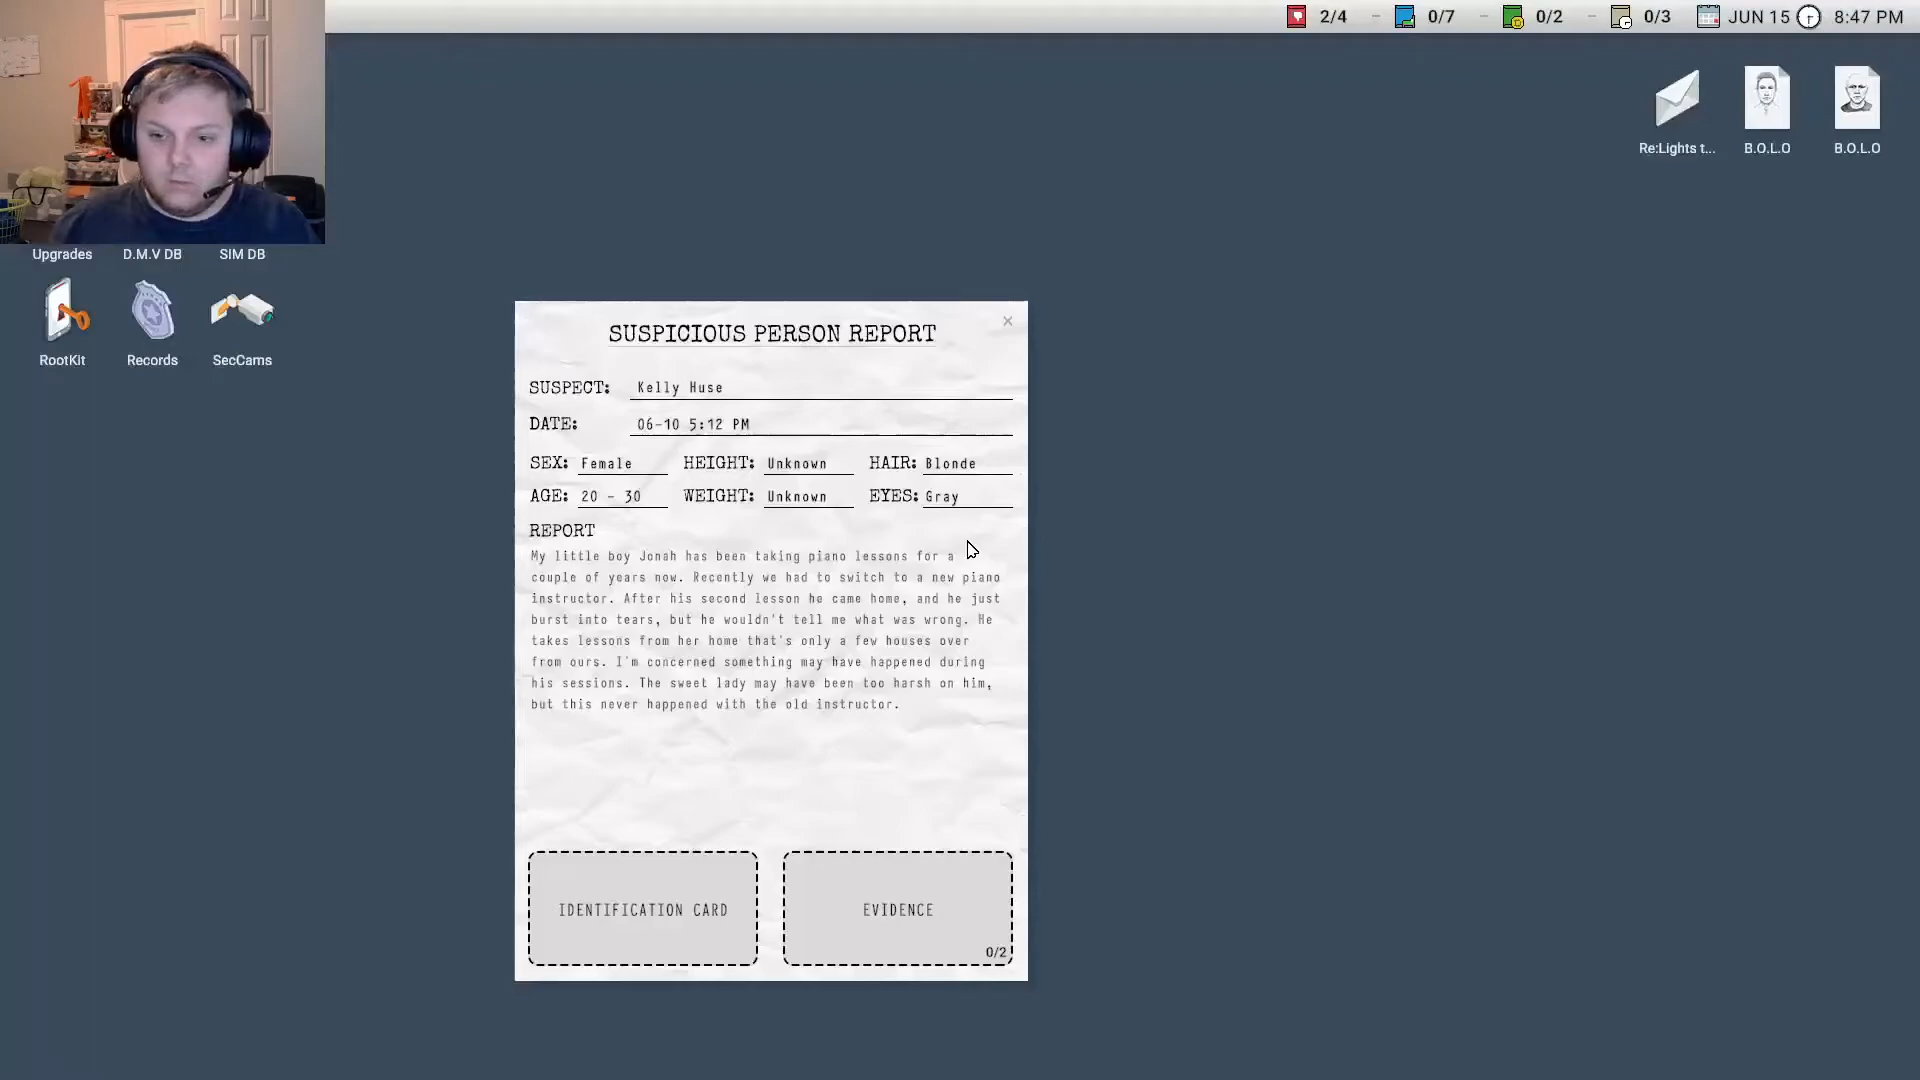 2/4 - 0/7 - 0/2 - 0/3 JUN 15 8:47 PM
Re:Lights t... B.O.L.O B.O.L.O
Upgrades D.M.V DB SIM DB
RootKit Records SecCams
SUSPICIOUS PERSON REPORT
SUSPECT: Kelly Huse
DATE: 06-10 5:12 PM
SEX: Female HEIGHT: Unknown HAIR: Blonde
AGE: 20 - 30 WEIGHT: Unknown EYES: Gray
REPORT
My little boy Jonah has been taking piano lessons for a
couple of years now. Recently we had to switch to a new piano
instructor. After his second lesson he came home, and he just
burst into tears, but he wouldn't tell me what was wrong. He
takes lessons from her home that's only a few houses over
from ours. I'm concerned something may have happened during
his sessions. The sweet lady may have been too harsh on him,
but this never happened with the old instructor.
IDENTIFICATION CARD EVIDENCE
0/2